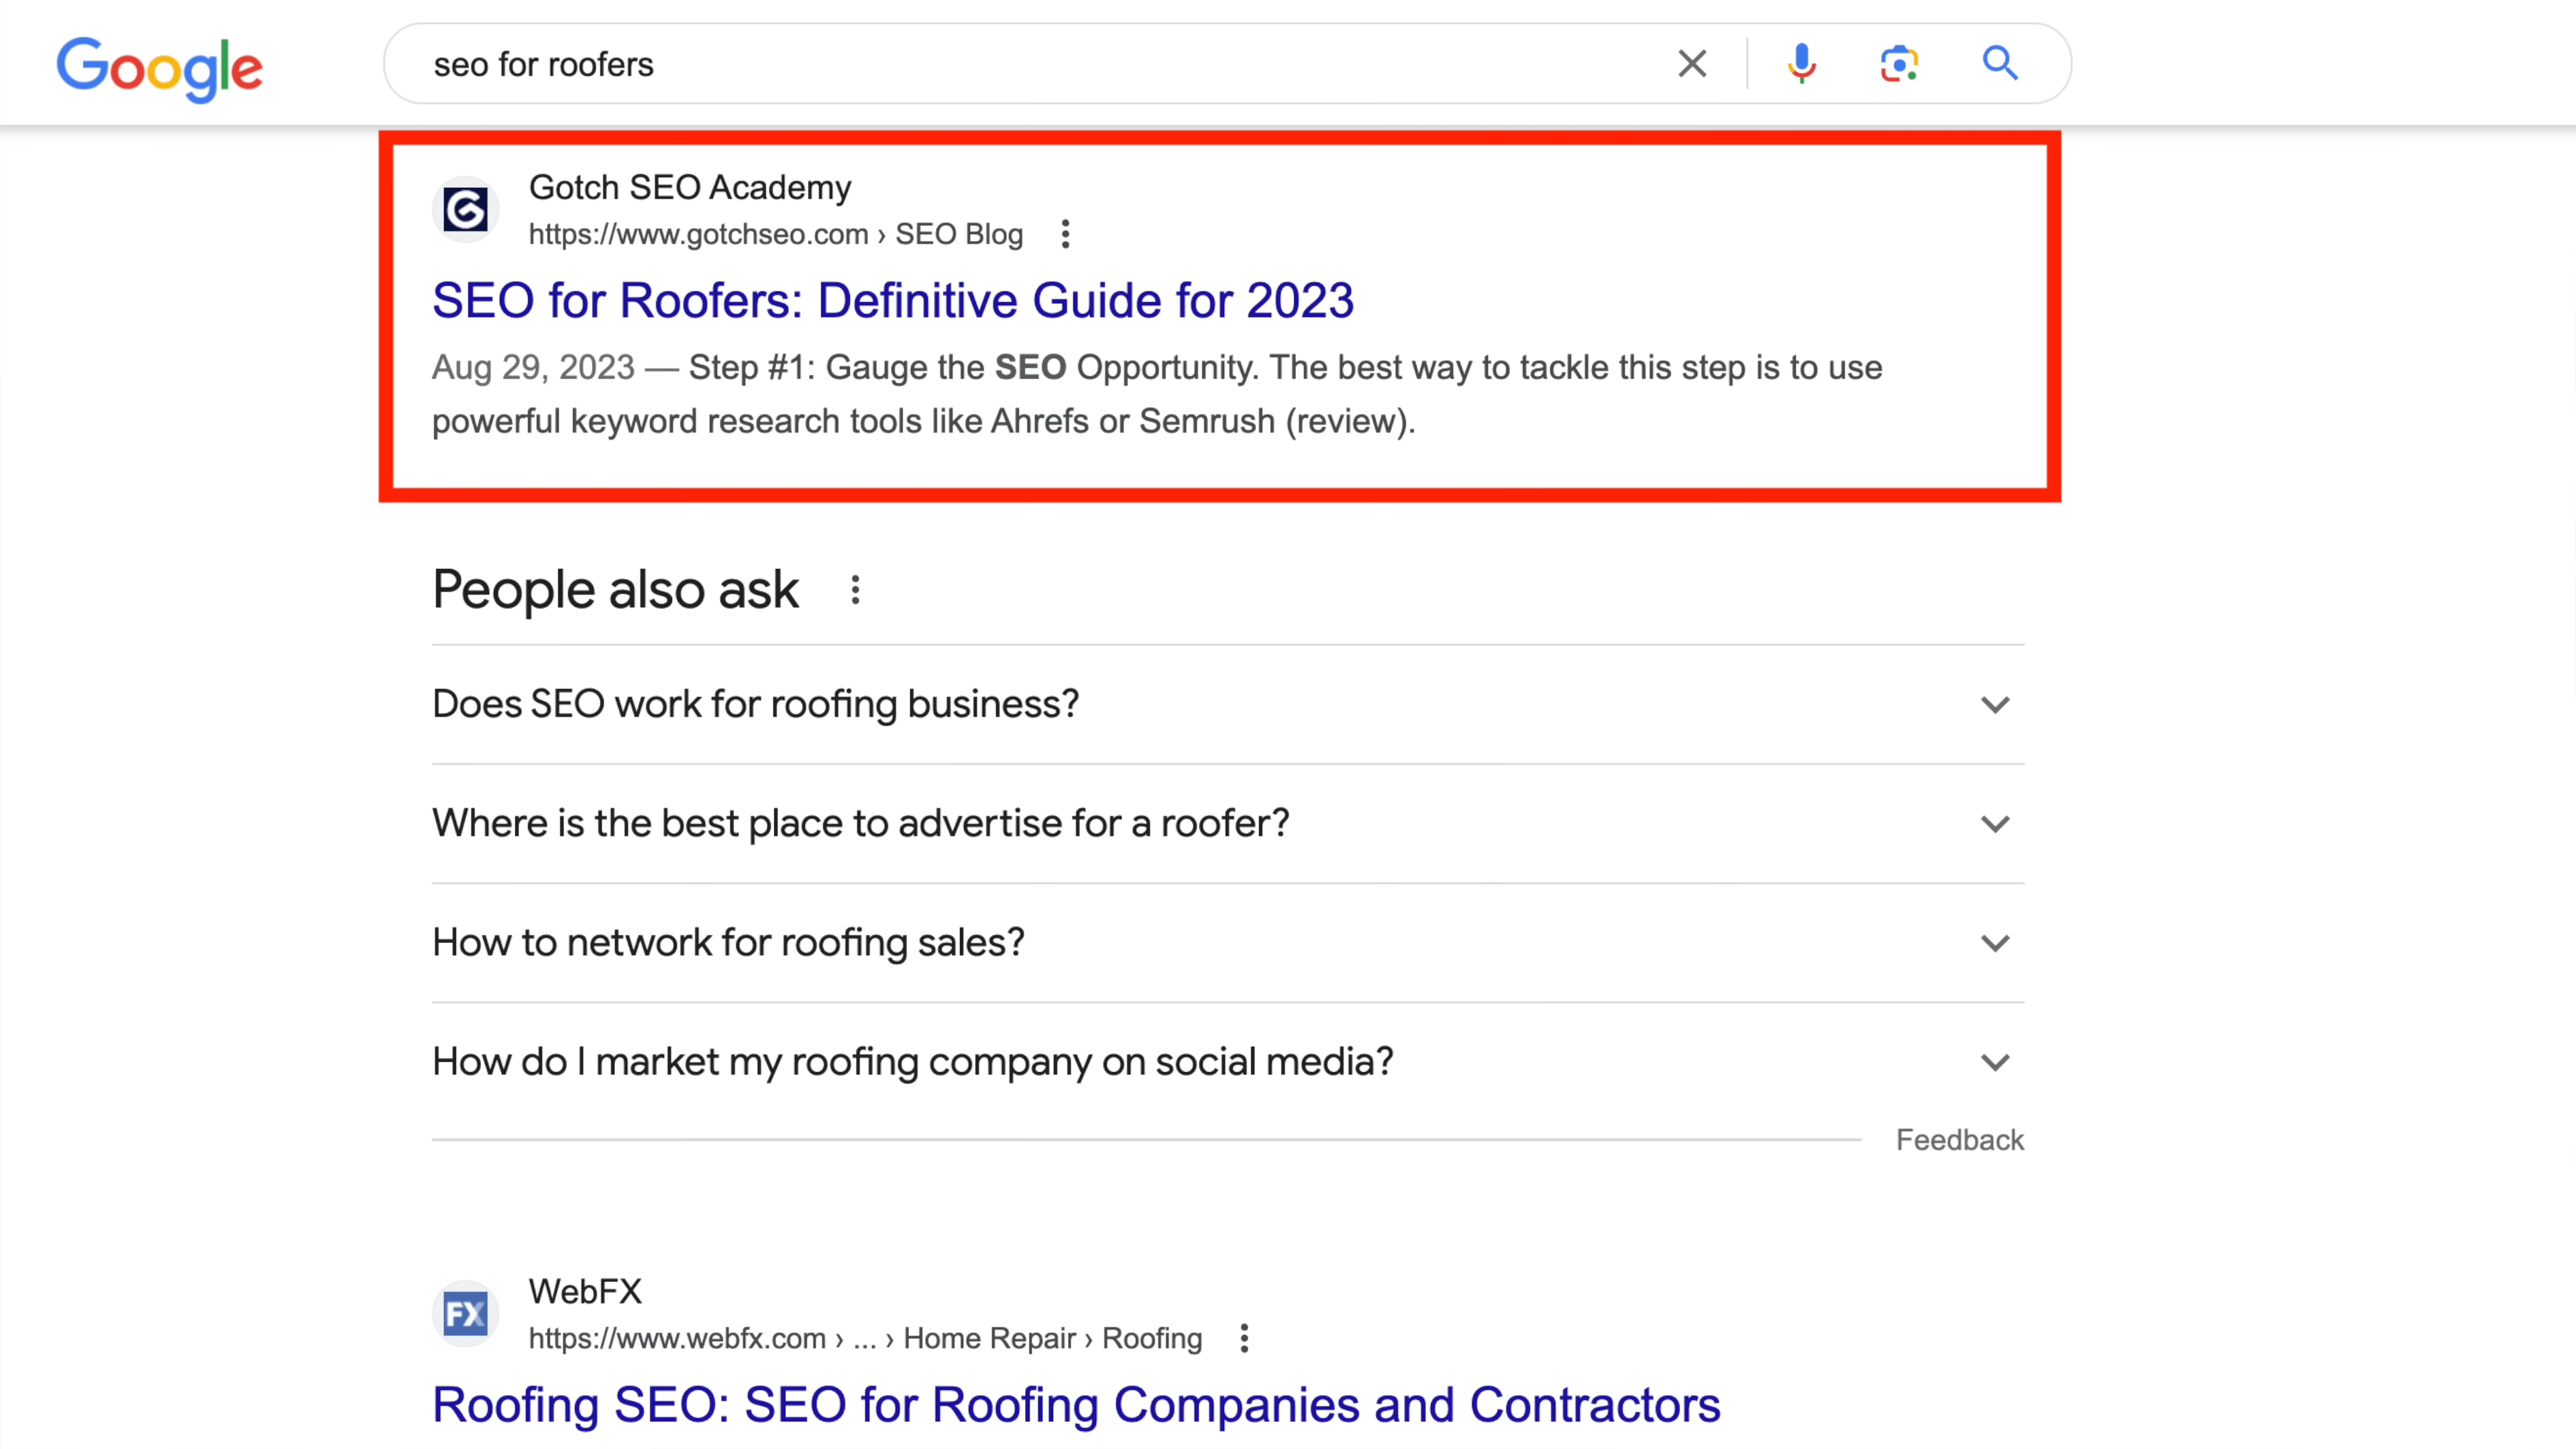 Google
seo for roofers
Gotch SEO Academy
https://www.gotchseo.com › SEO Blog
SEO for Roofers: Definitive Guide for 2023
Aug 29, 2023 — Step #1: Gauge the SEO Opportunity. The best way to tackle this step is to use
powerful keyword research tools like Ahrefs or Semrush (review).
People also ask
Does SEO work for roofing business?
Where is the best place to advertise for a roofer?
How to network for roofing sales?
How do I market my roofing company on social media?
Feedback
FX
WebFX
https://www.webfx.com › ... › Home Repair › Roofing
Roofing SEO: SEO for Roofing Companies and Contractors